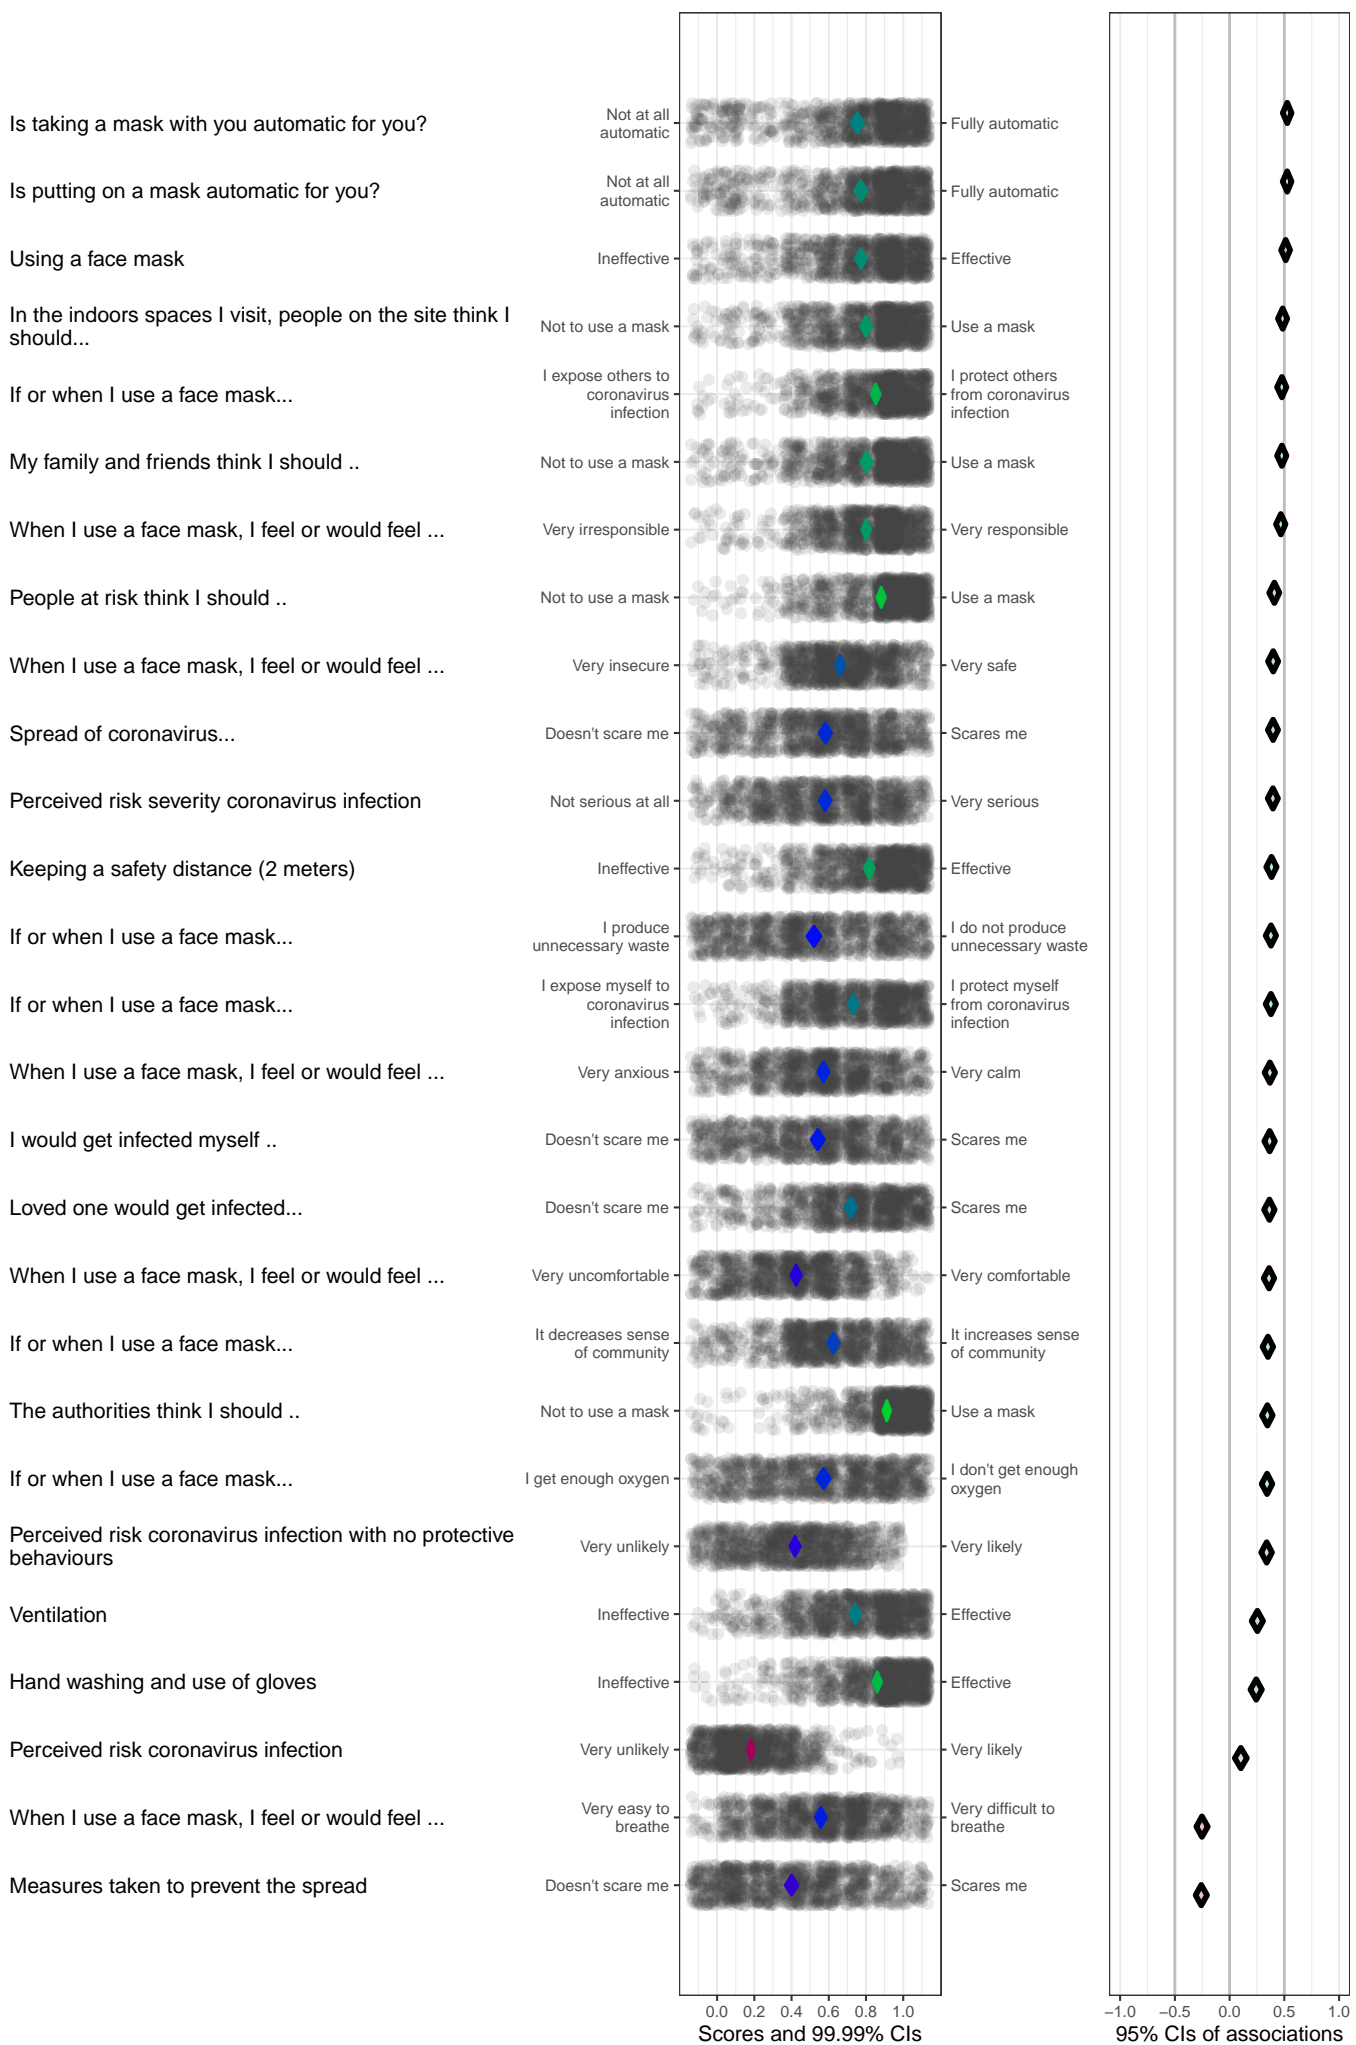 Is taking a mask with you automatic for you?
Not at all
automatic
Fully automatic
Is putting on a mask automatic for you?
Not at all
automatic
Fully automatic
Using a face mask
Ineffective
Effective
In the indoors spaces I visit, people on the site think I
should...
Not to use a mask
Use a mask
If or when I use a face mask...
I expose others to
coronavirus
infection
I protect others
from coronavirus
infection
My family and friends think I should ..
Not to use a mask
Use a mask
When I use a face mask, I feel or would feel ...
Very irresponsible
Very responsible
People at risk think I should ..
Not to use a mask
Use a mask
When I use a face mask, I feel or would feel ...
Very insecure
Very safe
Spread of coronavirus...
Doesn't scare me
Scares me
Perceived risk severity coronavirus infection
Not serious at all
Very serious
Keeping a safety distance (2 meters)
Ineffective
Effective
If or when I use a face mask...
I produce
unnecessary waste
I do not produce
unnecessary waste
If or when I use a face mask...
I expose myself to
coronavirus
infection
I protect myself
from coronavirus
infection
When I use a face mask, I feel or would feel ...
Very anxious
Very calm
I would get infected myself ..
Doesn't scare me
Scares me
Loved one would get infected...
Doesn't scare me
Scares me
When I use a face mask, I feel or would feel ...
Very uncomfortable
Very comfortable
If or when I use a face mask...
It decreases sense
of community
It increases sense
of community
The authorities think I should ..
Not to use a mask
Use a mask
If or when I use a face mask...
I get enough oxygen
I don't get enough
oxygen
Perceived risk coronavirus infection with no protective
behaviours
Very unlikely
Very likely
Ventilation
Ineffective
Effective
Hand washing and use of gloves
Ineffective
Effective
Perceived risk coronavirus infection
Very unlikely
Very likely
When I use a face mask, I feel or would feel ...
Very easy to
breathe
Very difficult to
breathe
Measures taken to prevent the spread
Doesn't scare me
Scares me
0.0 0.2 0.4 0.6 0.8 1.0
Scores and 99.99% CIs
−1.0 −0.5 0.0 0.5 1.0
95% CIs of associations